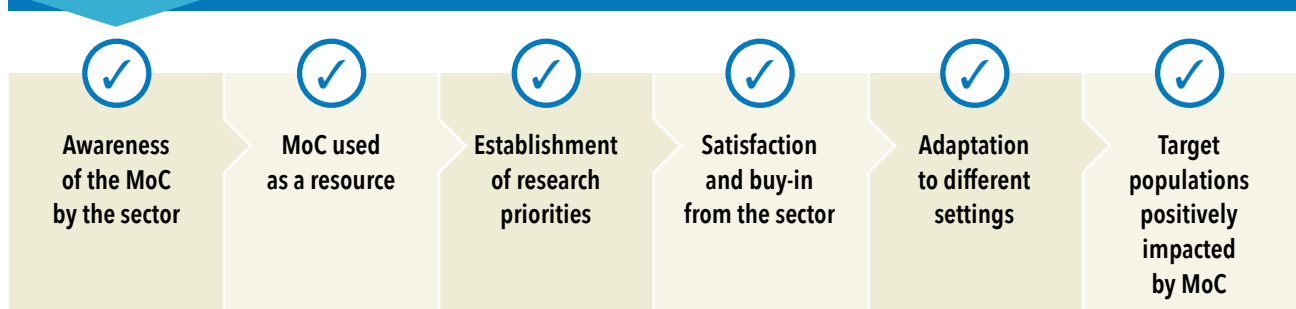 Awareness
of the MoC
by the sector
MoC used
as a resource
Establishment
of research
priorities
Satisfaction
and buy-in
from the sector
Adaptation
to different
settings
Target
populations
positively
impacted
by MoC